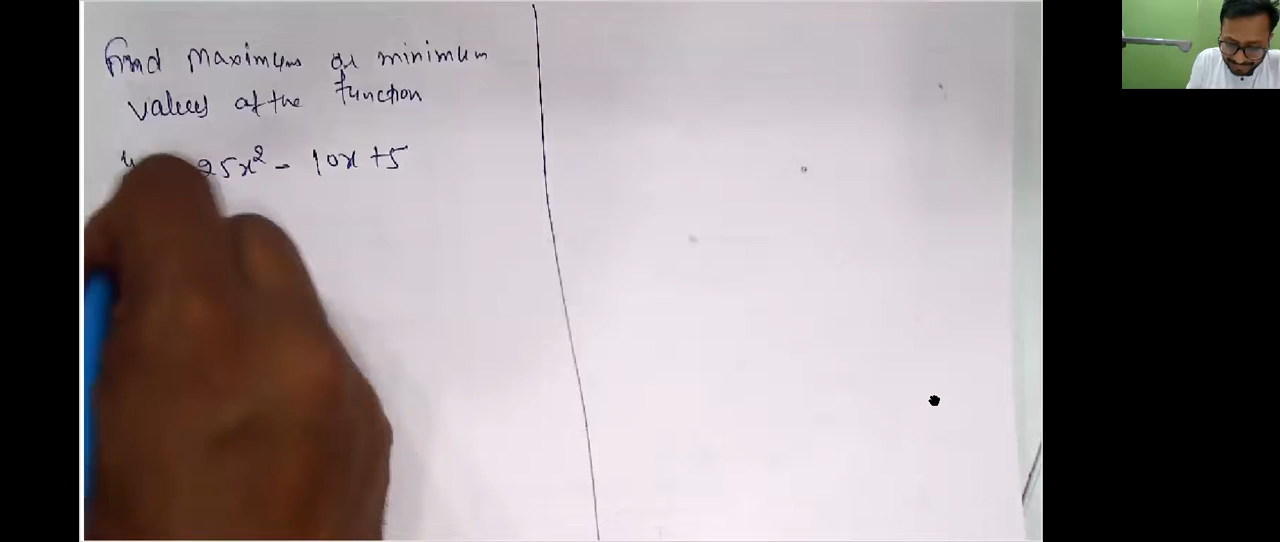 Find Maximum or minimum
values of the function
y 25x² - 10x + 5